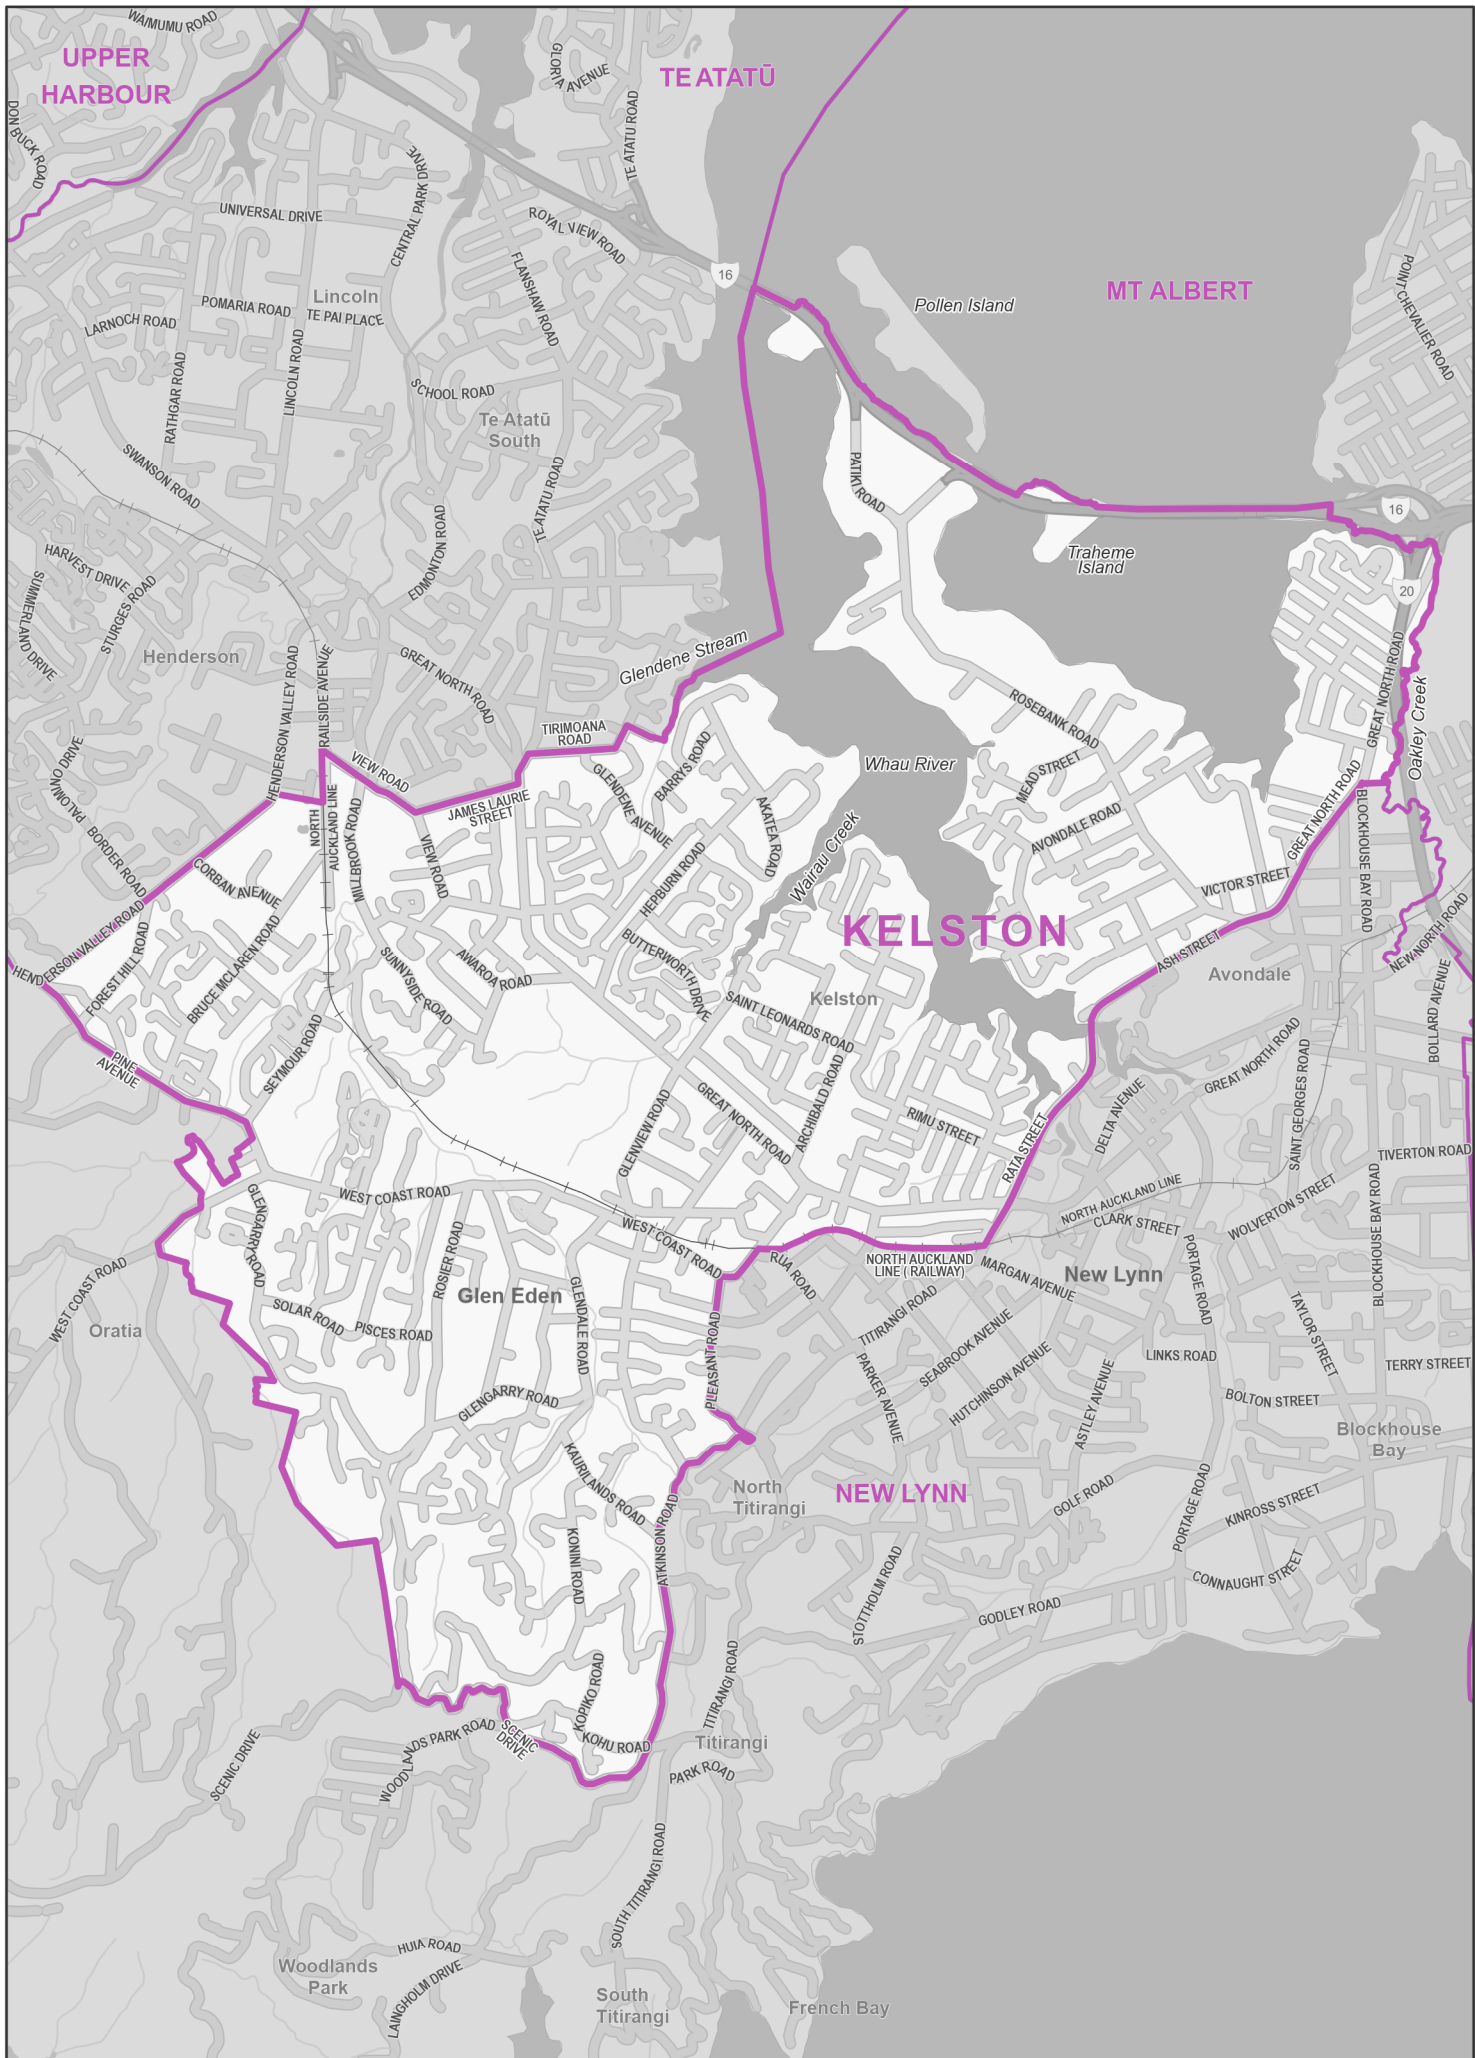 WAIMUMU ROAD
UPPER
HARBOUR
GLORIA AVENUE
TE ATATŪ
DON BUCK ROAD
TE ATATU ROAD
CENTRAL PARK DRIVE
UNIVERSAL DRIVE
ROYAL VIEW ROAD
FLANSHAW ROAD
16
Pollen Island
MT ALBERT
POINT CHEVALIER ROAD
Lincoln
POMARIA ROAD
TE PAI PLACE
LARNOCH ROAD
RATHGAR ROAD
LINCOLN ROAD
SCHOOL ROAD
Te Atatū
South
SWANSON ROAD
TE ATATU ROAD
PATIKI ROAD
16
EDMONTON ROAD
Traheme
Island
HARVEST DRIVE
SUMMERLAND DRIVE
STURGES ROAD
20
Henderson
Glendene Stream
GREAT NORTH ROAD
HENDERSON VALLEY ROAD
RAILSIDE AVENUE
GREAT NORTH ROAD
Oakley Creek
ROSEBANK ROAD
TIRIMOANA
ROAD
VIEW ROAD
Whau River
MEAD STREET
PALOMINO DRIVE
BARRYS ROAD
GLENDENE AVENUE
JAMES LAURIE
STREET
NORTH
AUCKLAND LINE
MILLBROOK ROAD
VIEW ROAD
AKATEA ROAD
Wairau Creek
AVONDALE ROAD
GREAT NORTH ROAD
BLOCKHOUSE BAY ROAD
BORDER ROAD
CORBAN AVENUE
HEPBURN ROAD
VICTOR STREET
KELSTON
HENDERSON VALLEY ROAD
FOREST HILL ROAD
BRUCE MCLAREN ROAD
SUNNYSIDE ROAD
AWAROA ROAD
BUTTERWORTH DRIVE
ASH STREET
Avondale
NEW NORTH ROAD
Kelston
SAINT LEONARDS ROAD
BOLLARD AVENUE
PINE
AVENUE
SEYMOUR ROAD
GREAT NORTH ROAD
SAINT GEORGES ROAD
GLENVIEW ROAD
GREAT NORTH ROAD
ARCHIBALD ROAD
RIMU STREET
RATA STREET
DELTA AVENUE
TIVERTON ROAD
GLENGARRY ROAD
WEST COAST ROAD
NORTH AUCKLAND LINE
CLARK STREET
WOLVERTON STREET
BLOCKHOUSE BAY ROAD
WEST COAST ROAD
ROSIER ROAD
WEST COAST ROAD
RUA ROAD
NORTH AUCKLAND
LINE (RAILWAY)
MARGAN AVENUE
New Lynn
PORTAGE ROAD
Glen Eden
GLENDALE ROAD
SOLAR ROAD
PISCES ROAD
Oratia
PLEASANT ROAD
TITIRANGI ROAD
PARKER AVENUE
SEABROOK AVENUE
HUTCHINSON AVENUE
ASTLEY AVENUE
LINKS ROAD
TAYLOR STREET
TERRY STREET
BOLTON STREET
Blockhouse
Bay
GLENGARRY ROAD
KAURILANDS ROAD
North
Titirangi
NEW LYNN
GOLF ROAD
PORTAGE ROAD
KINROSS STREET
ATKINSON ROAD
KONINI ROAD
STOTTHOLM ROAD
CONNAUGHT STREET
GODLEY ROAD
TITIRANGI ROAD
KOPIKO ROAD
KOHU ROAD
Titirangi
SCENIC
DRIVE
WOODLANDS PARK ROAD
SCENIC DRIVE
PARK ROAD
SOUTH TITIRANGI ROAD
HUIA ROAD
Woodlands
Park
LAINGHOLM DRIVE
South
Titirangi
French Bay